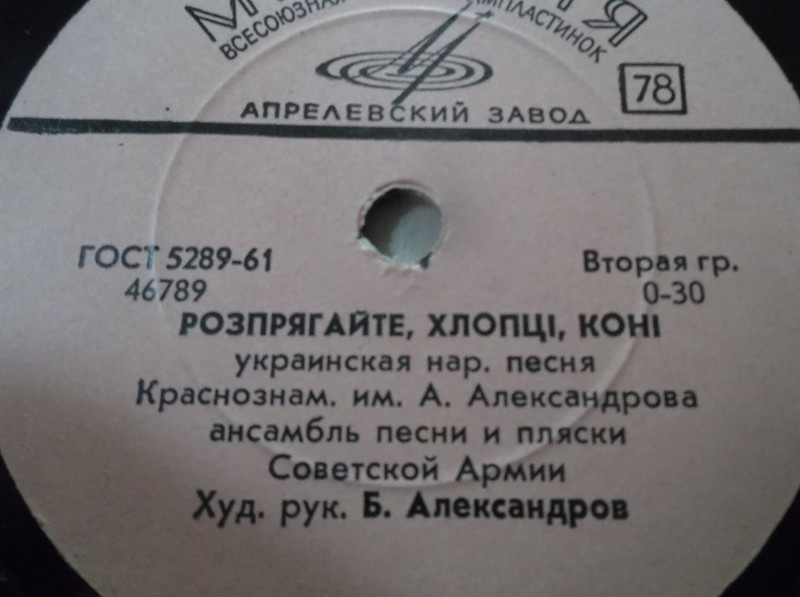 ВСЕСОЮЗНАЯ
АПРЕЛЕВСКИЙ ЗАВОД
78
ГОСТ 5289-61
Вторая гр.
46789
0-30
РОЗПРЯГАЙТЕ, ХЛОПЦІ, КОНІ
украинская нар. песня
Краснознам. им. А. Александрова
ансамбль песни и пляски
Советской Армии
Худ. рук. Б. Александров